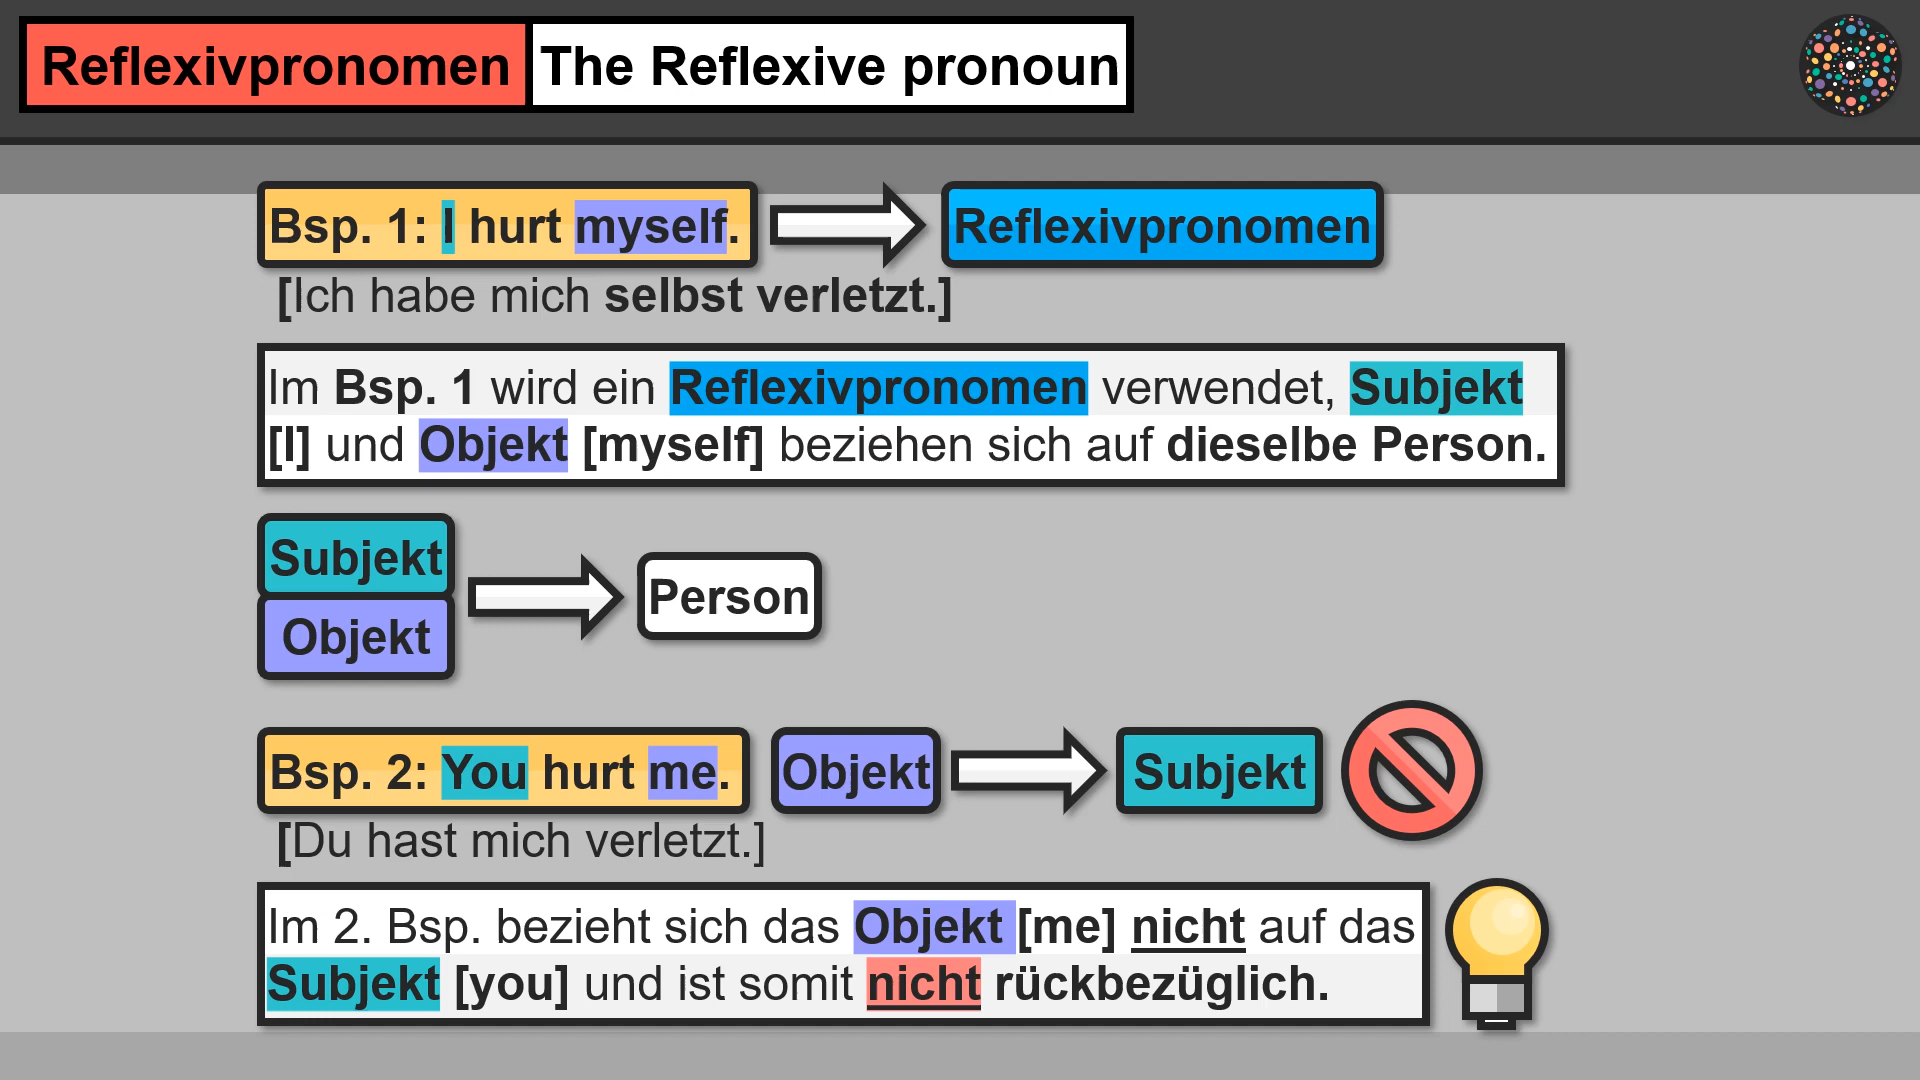 Reflexivpronomen The Reflexive pronoun
Bsp. 1: I hurt myself. Reflexivpronomen
[Ich habe mich selbst verletzt.]
Im Bsp. 1 wird ein Reflexivpronomen verwendet, Subjekt
[I] und Objekt [myself] beziehen sich auf dieselbe Person.
Subjekt
Objekt
Person
Bsp. 2: You hurt me. Objekt Subjekt
[Du hast mich verletzt.]
Im 2. Bsp. bezieht sich das Objekt [me] nicht auf das
Subjekt [you] und ist somit nicht rückbezüglich.